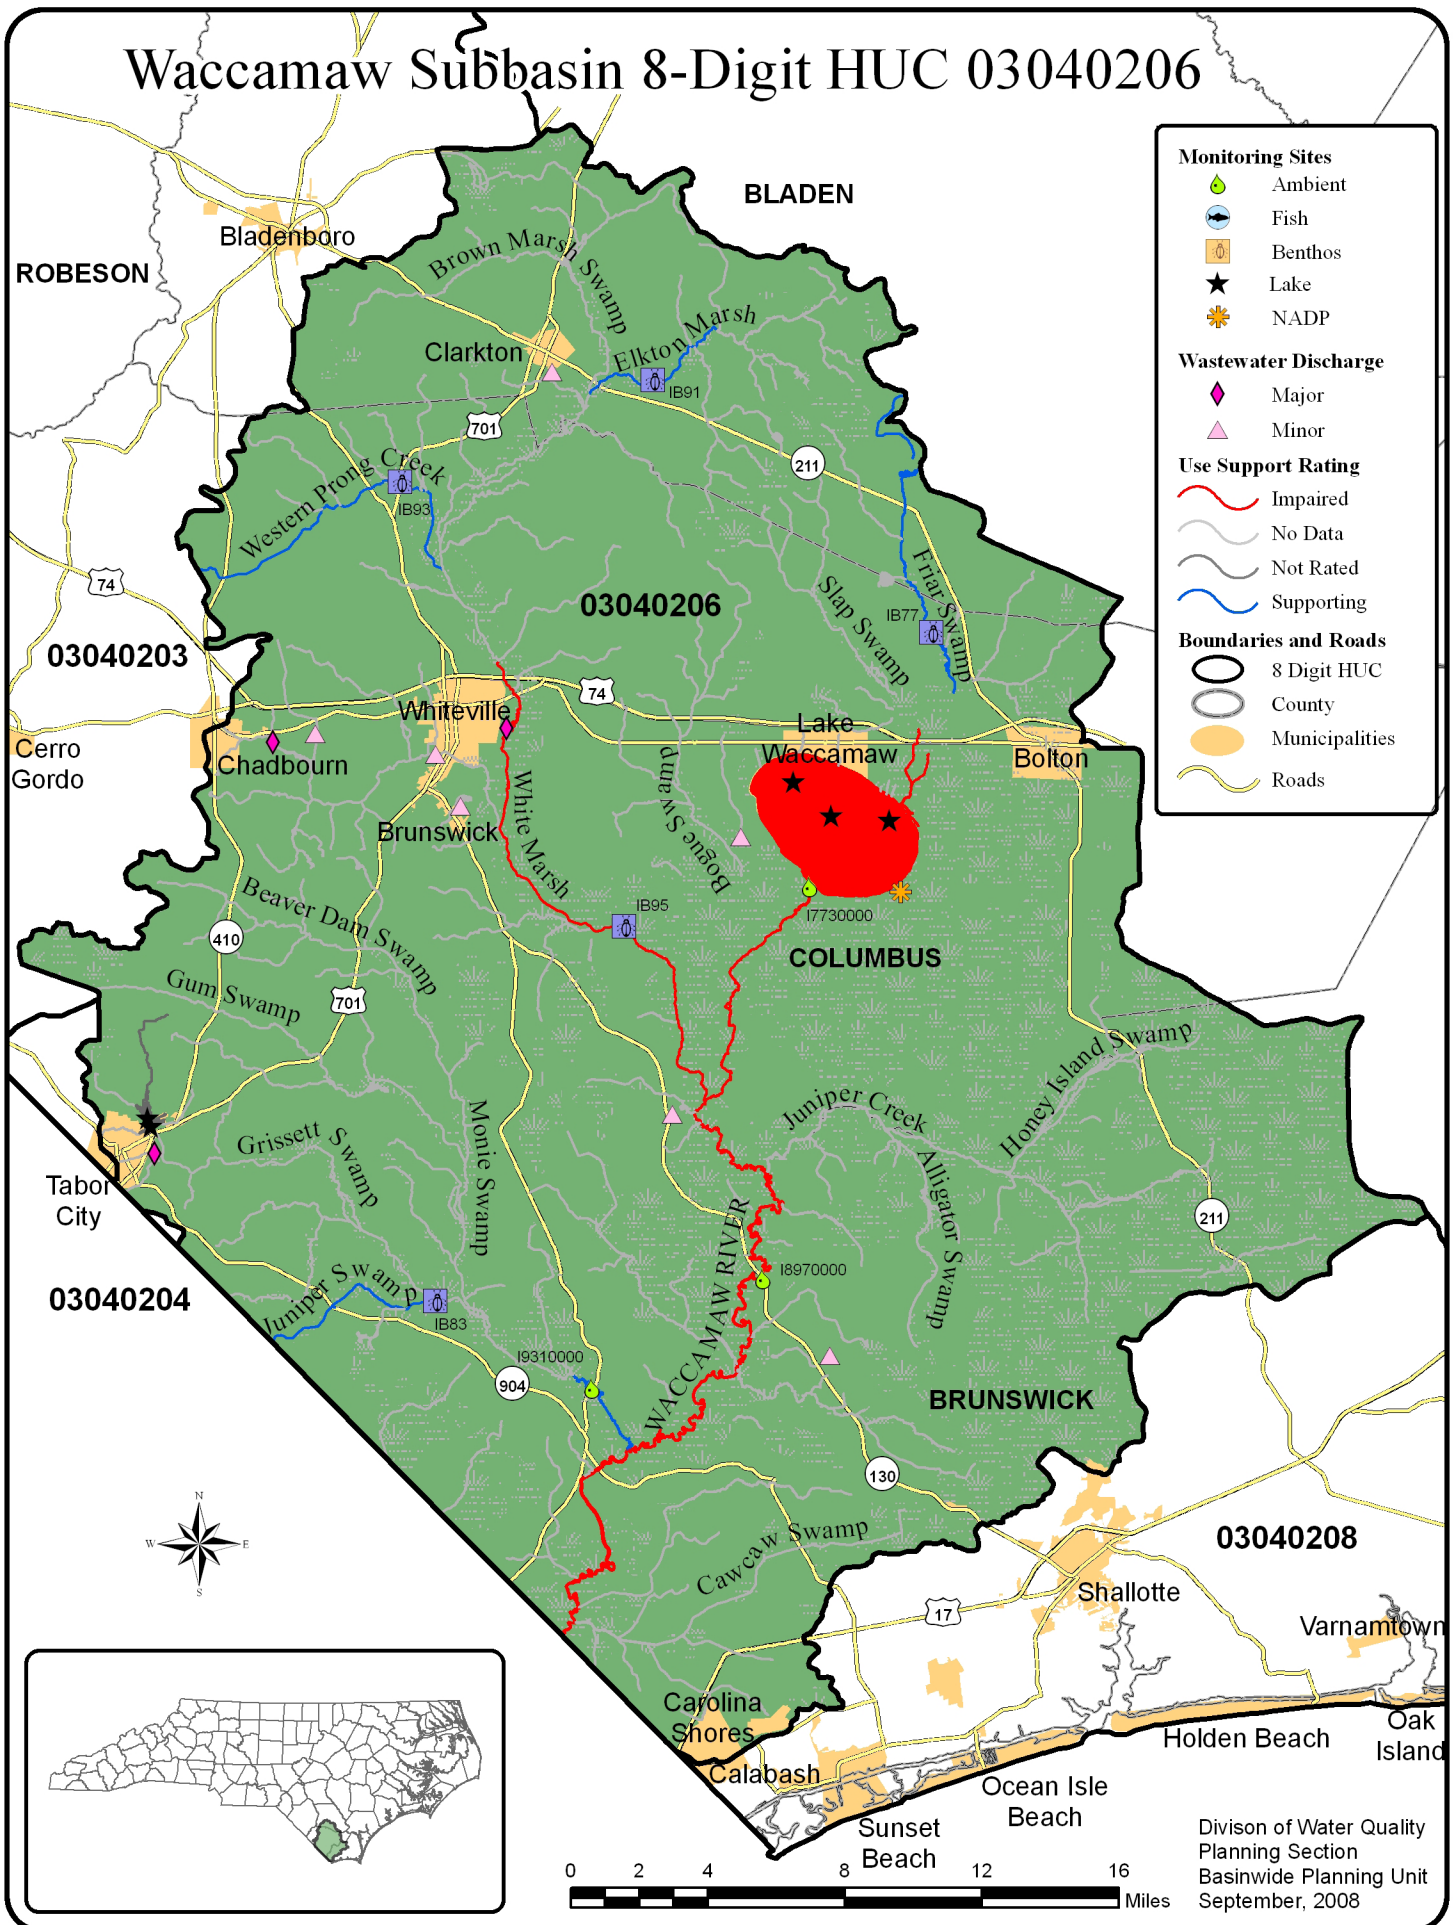 Waccamaw Subbasin 8-Digit HUC 03040206
Monitoring Sites
Ambient
Fish
Benthos
Lake
NADP
Wastewater Discharge
Major
Minor
Use Support Rating
Impaired
No Data
Not Rated
Supporting
Boundaries and Roads
8 Digit HUC
County
Municipalities
Roads
BLADEN
Bladenboro
ROBESON
Brown Marsh Swamp
Clarkton
Elkton Marsh
IB91
701
211
Western Prong Creek
IB93
74
03040206
Slap Swamp
Friar Swamp
IB77
03040203
74
Whiteville
Lake
Waccamaw
Bolton
Cerro
Gordo
Chadbourn
White Marsh
Bogue Swamp
Brunswick
Beaver Dam Swamp
IB95
I7730000
410
COLUMBUS
Gum Swamp
701
Honey Island Swamp
Juniper Creek
Monie Swamp
Grissett Swamp
Alligator Swamp
Tabor
City
211
WACCAMAW RIVER
I8970000
03040204
Juniper Swamp
IB83
I9310000
904
BRUNSWICK
130
N
W
E
S
Cawcaw Swamp
03040208
Shallotte
17
Varnamtown
Carolina
Shores
Calabash
Holden Beach
Oak
Island
Ocean Isle
Beach
Sunset
Beach
0 2 4 8 12 16
Miles
Divison of Water Quality
Planning Section
Basinwide Planning Unit
September, 2008